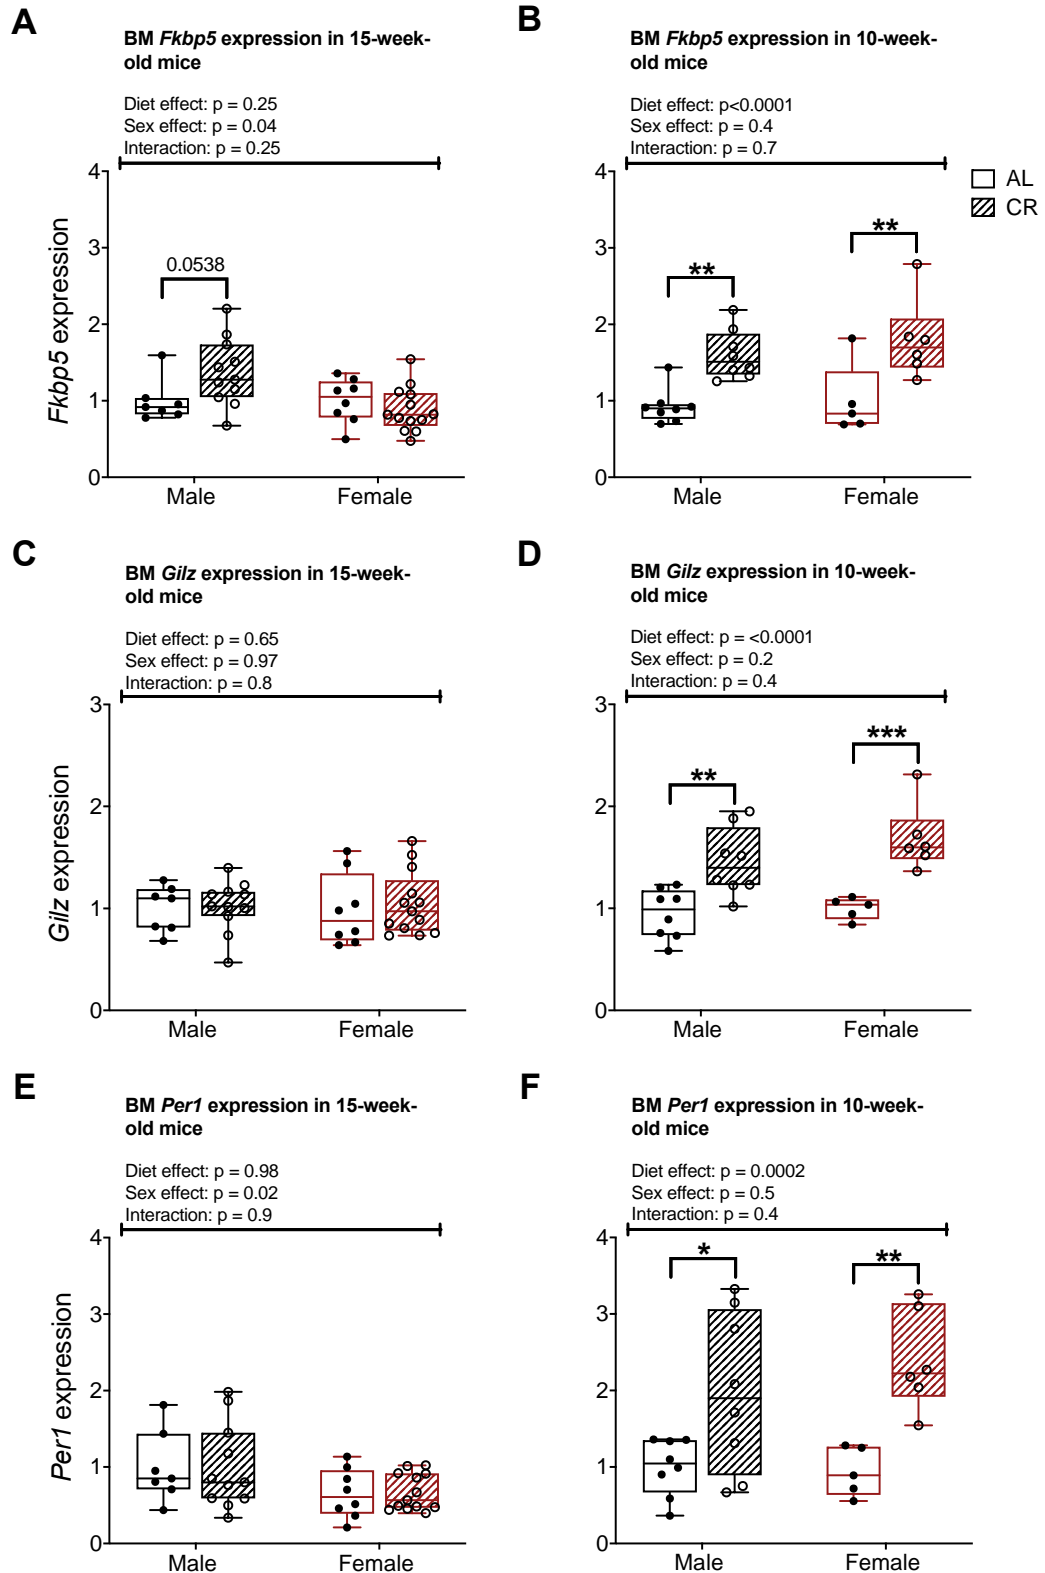 A
BM Fkbp5 expression in 15-week-
old mice
Diet effect: p = 0.25
Sex effect: p = 0.04
Interaction: p = 0.25
4
3
2
1
0
Fkbp5 expression
0.0538
Male
Female
B
BM Fkbp5 expression in 10-week-
old mice
Diet effect: p<0.0001
Sex effect: p = 0.4
Interaction: p = 0.7
4
3
2
1
0
**
**
Male
Female
AL
CR
C
BM Gilz expression in 15-week-
old mice
Diet effect: p = 0.65
Sex effect: p = 0.97
Interaction: p = 0.8
3
2
1
0
Gilz expression
Male
Female
D
BM Gilz expression in 10-week-
old mice
Diet effect: p = <0.0001
Sex effect: p = 0.2
Interaction: p = 0.4
3
2
1
0
**
***
Male
Female
E
BM Per1 expression in 15-week-
old mice
Diet effect: p = 0.98
Sex effect: p = 0.02
Interaction: p = 0.9
4
3
2
1
0
Per1 expression
Male
Female
F
BM Per1 expression in 10-week-
old mice
Diet effect: p = 0.0002
Sex effect: p = 0.5
Interaction: p = 0.4
4
3
2
1
0
*
**
Male
Female